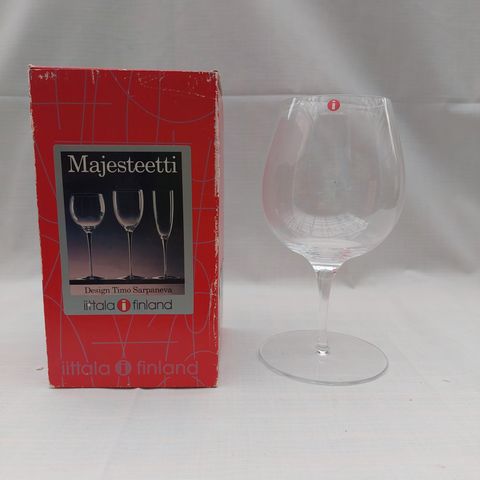 Majesteetti
Design Timo Sarpaneva
iittala i finland
iittala i finland
i